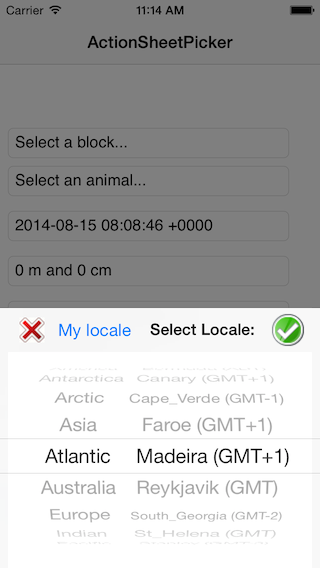 Carrier 11:14 AM
ActionSheetPicker
Select a block...
Select an animal...
2014-08-15 08:08:46 +0000
0 m and 0 cm
My locale Select Locale:
Antarctica Canary (GMT+1)
Arctic Cape_Verde (GMT-1)
Asia Faroe (GMT+1)
Atlantic Madeira (GMT+1)
Australia Reykjavik (GMT)
Europe South_Georgia (GMT-2)
Indian St_Helena (GMT)